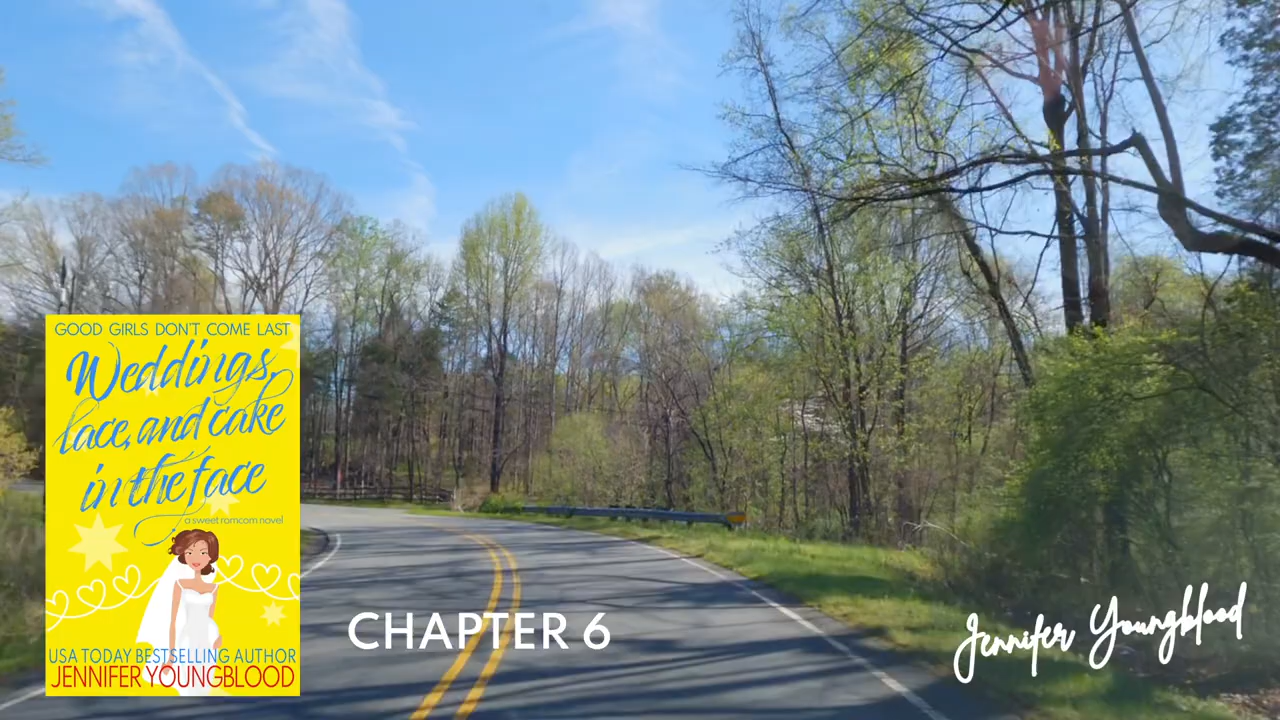 GOOD GIRLS DON'T COME LAST
Weddings,
lace, and cake
in the face
a sweet romcom novel
USA TODAY BESTSELLING AUTHOR
JENNIFER YOUNGBLOOD
CHAPTER 6
Jennifer Youngblood